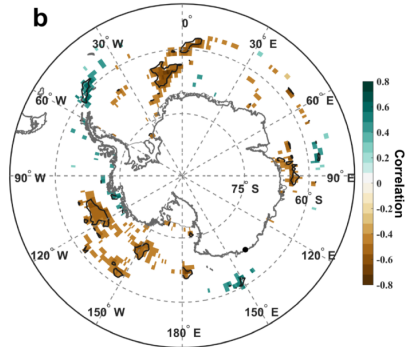 b
0°
30° W
30° E
60° W
60° E
90° W
90° E
75° S
60° S
120° W
120° E
150° W
150° E
180° E
0.8
0.6
0.4
0.2
0
-0.2
-0.4
-0.6
-0.8
Correlation